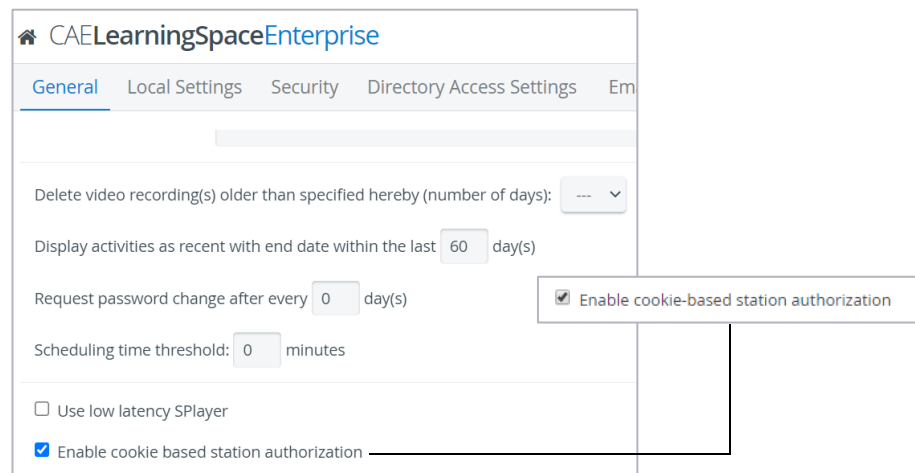 CAELearningSpaceEnterprise
General Local Settings Security Directory Access Settings Em
Delete video recording(s) older than specified hereby (number of days): ---
Display activities as recent with end date within the last 60 day(s)
Request password change after every 0 day(s)
Enable cookie-based station authorization
Scheduling time threshold: 0 minutes
Use low latency SPlayer
Enable cookie based station authorization